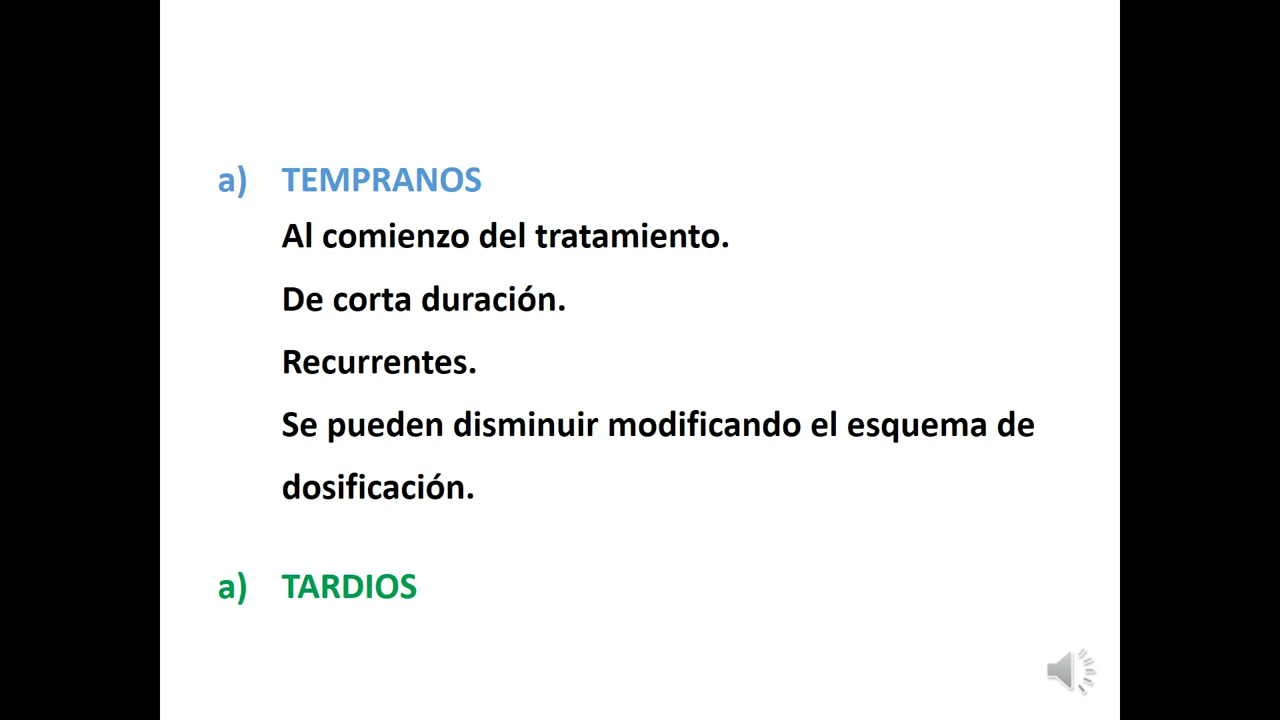 a) TEMPRANOS
Al comienzo del tratamiento.
De corta duración.
Recurrentes.
Se pueden disminuir modificando el esquema de
dosificación.
a) TARDIOS